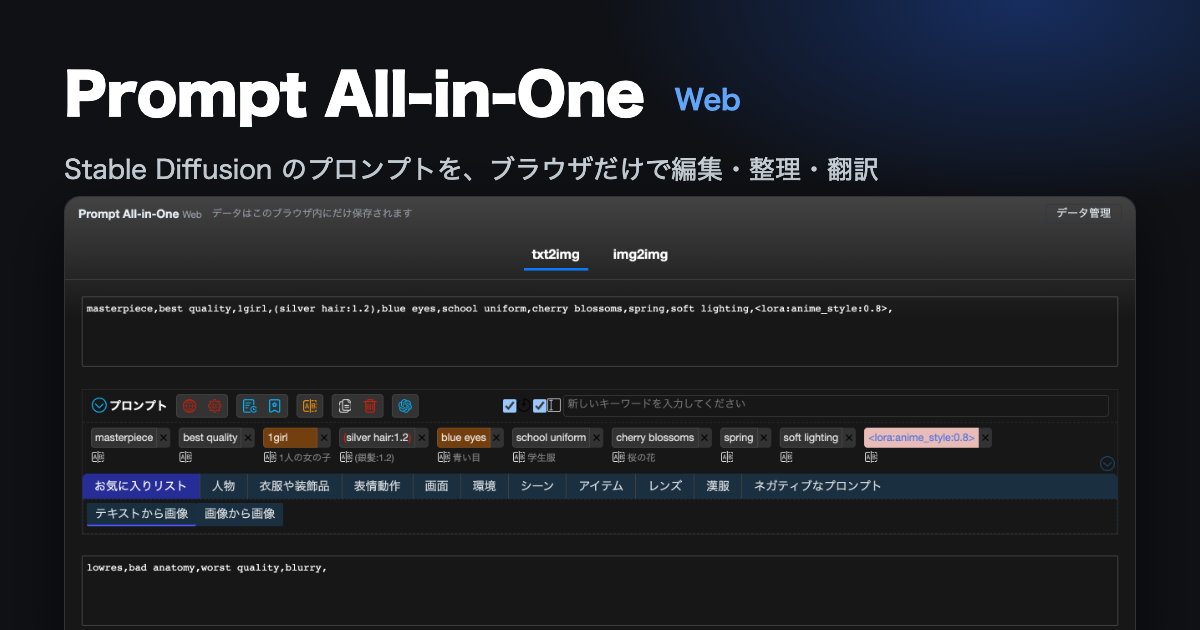 Prompt All-in-One Web
Stable Diffusion のプロンプトを、ブラウザだけで編集・整理・翻訳
Prompt All-in-One Web データはこのブラウザ内にだけ保存されます データ管理
txt2img img2img
masterpiece,best quality,1girl,(silver hair:1.2),blue eyes,school uniform,cherry blossoms,spring,soft lighting,<lora:anime_style:0.8>,
プロンプト 新しいキーワードを入力してください
masterpiece × best quality × 1girl × (silver hair:1.2) × blue eyes × school uniform × cherry blossoms × spring × soft lighting × <lora:anime_style:0.8> ×
1人の女の子 (銀髪:1.2) 青い目 学生服 桜の花
お気に入りリスト 人物 衣服や装飾品 表情動作 画面 環境 シーン アイテム レンズ 漢服 ネガティブなプロンプト
テキストから画像 画像から画像
lowres,bad anatomy,worst quality,blurry,